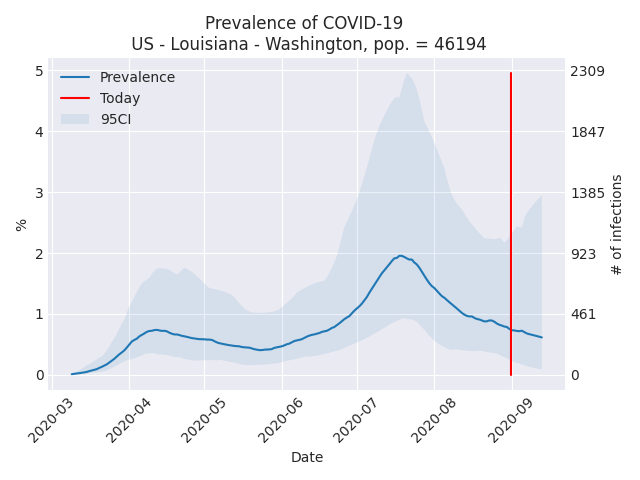 Prevalence of COVID-19
US - Louisiana - Washington, pop. = 46194
Prevalence
Today
95CI
5
4
3
2
1
0
%
2309
1847
1385
923
461
0
# of infections
2020-03
2020-04
2020-05
2020-06
2020-07
2020-08
2020-09
Date